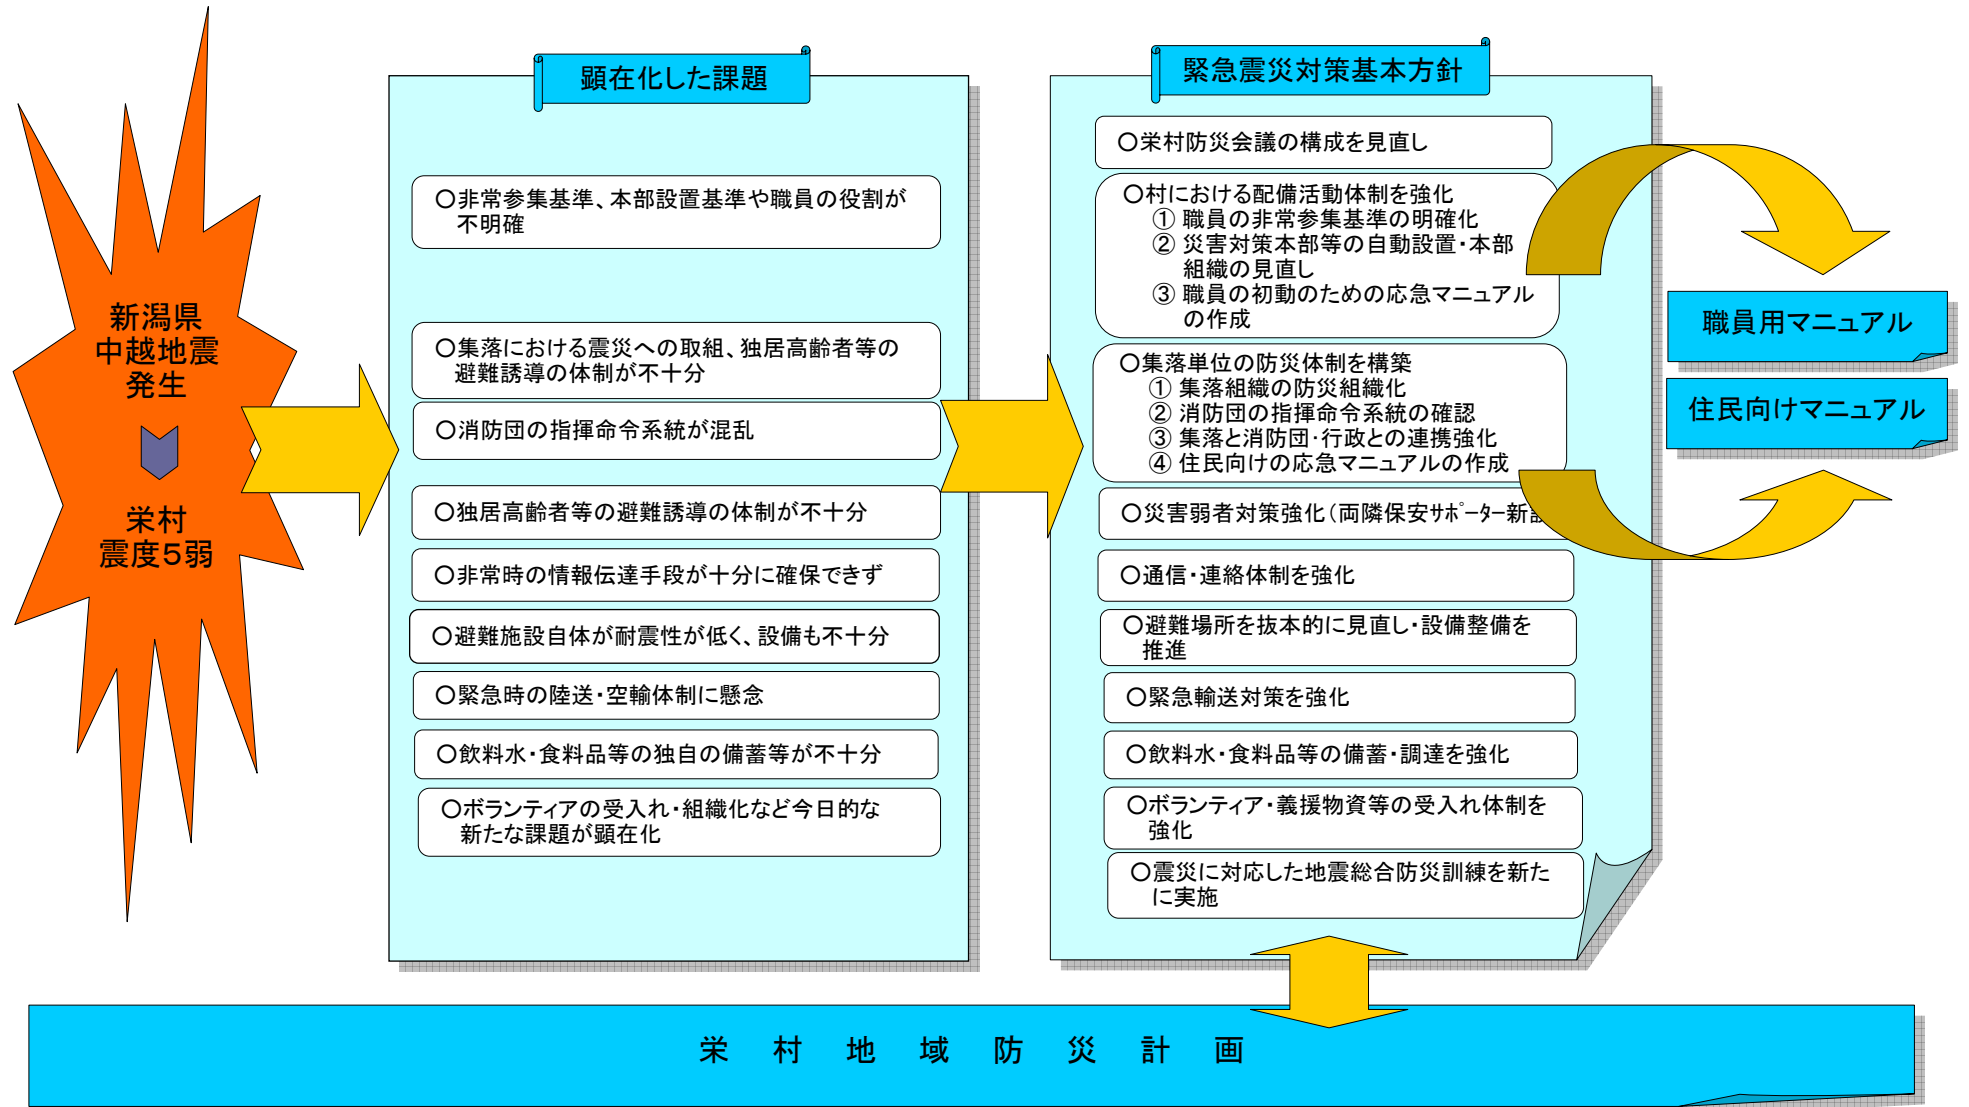 新潟県
中越地震
発生
栄村
震度5弱
顕在化した課題
○非常参集基準、本部設置基準や職員の役割が
不明確
○集落における震災への取組、独居高齢者等の
避難誘導の体制が不十分
○消防団の指揮命令系統が混乱
○独居高齢者等の避難誘導の体制が不十分
○非常時の情報伝達手段が十分に確保できず
○避難施設自体が耐震性が低く、設備も不十分
○緊急時の陸送・空輸体制に懸念
○飲料水・食料品等の独自の備蓄等が不十分
○ボランティアの受入れ・組織化など今日的な
新たな課題が顕在化
緊急震災対策基本方針
○栄村防災会議の構成を見直し
○村における配備活動体制を強化
① 職員の非常参集基準の明確化
② 災害対策本部等の自動設置・本部
組織の見直し
③ 職員の初動のための応急マニュアル
の作成
○集落単位の防災体制を構築
① 集落組織の防災組織化
② 消防団の指揮命令系統の確認
③ 集落と消防団・行政との連携強化
④ 住民向けの応急マニュアルの作成
○災害弱者対策強化(両隣保安ｻﾎﾟｰﾀｰ新
○通信・連絡体制を強化
○避難場所を抜本的に見直し・設備整備を
推進
○緊急輸送対策を強化
○飲料水・食料品等の備蓄・調達を強化
○ボランティア・義援物資等の受入れ体制を
強化
○震災に対応した地震総合防災訓練を新た
に実施
職員用マニュアル
住民向けマニュアル
栄村地域防災計画